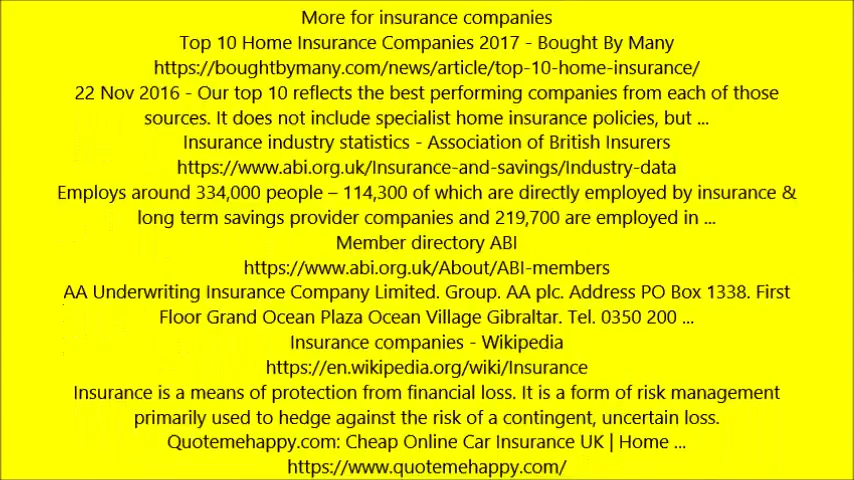 More for insurance companies
Top 10 Home Insurance Companies 2017 - Bought By Many
https://boughtbymany.com/news/article/top-10-home-insurance/
22 Nov 2016 - Our top 10 reflects the best performing companies from each of those
sources. It does not include specialist home insurance policies, but ...
Insurance industry statistics - Association of British Insurers
https://www.abi.org.uk/Insurance-and-savings/Industry-data
Employs around 334,000 people – 114,300 of which are directly employed by insurance &
long term savings provider companies and 219,700 are employed in ...
Member directory ABI
https://www.abi.org.uk/About/ABI-members
AA Underwriting Insurance Company Limited. Group. AA plc. Address PO Box 1338. First
Floor Grand Ocean Plaza Ocean Village Gibraltar. Tel. 0350 200 ...
Insurance companies - Wikipedia
https://en.wikipedia.org/wiki/Insurance
Insurance is a means of protection from financial loss. It is a form of risk management
primarily used to hedge against the risk of a contingent, uncertain loss.
Quotemehappy.com: Cheap Online Car Insurance UK | Home ...
https://www.quotemehappy.com/